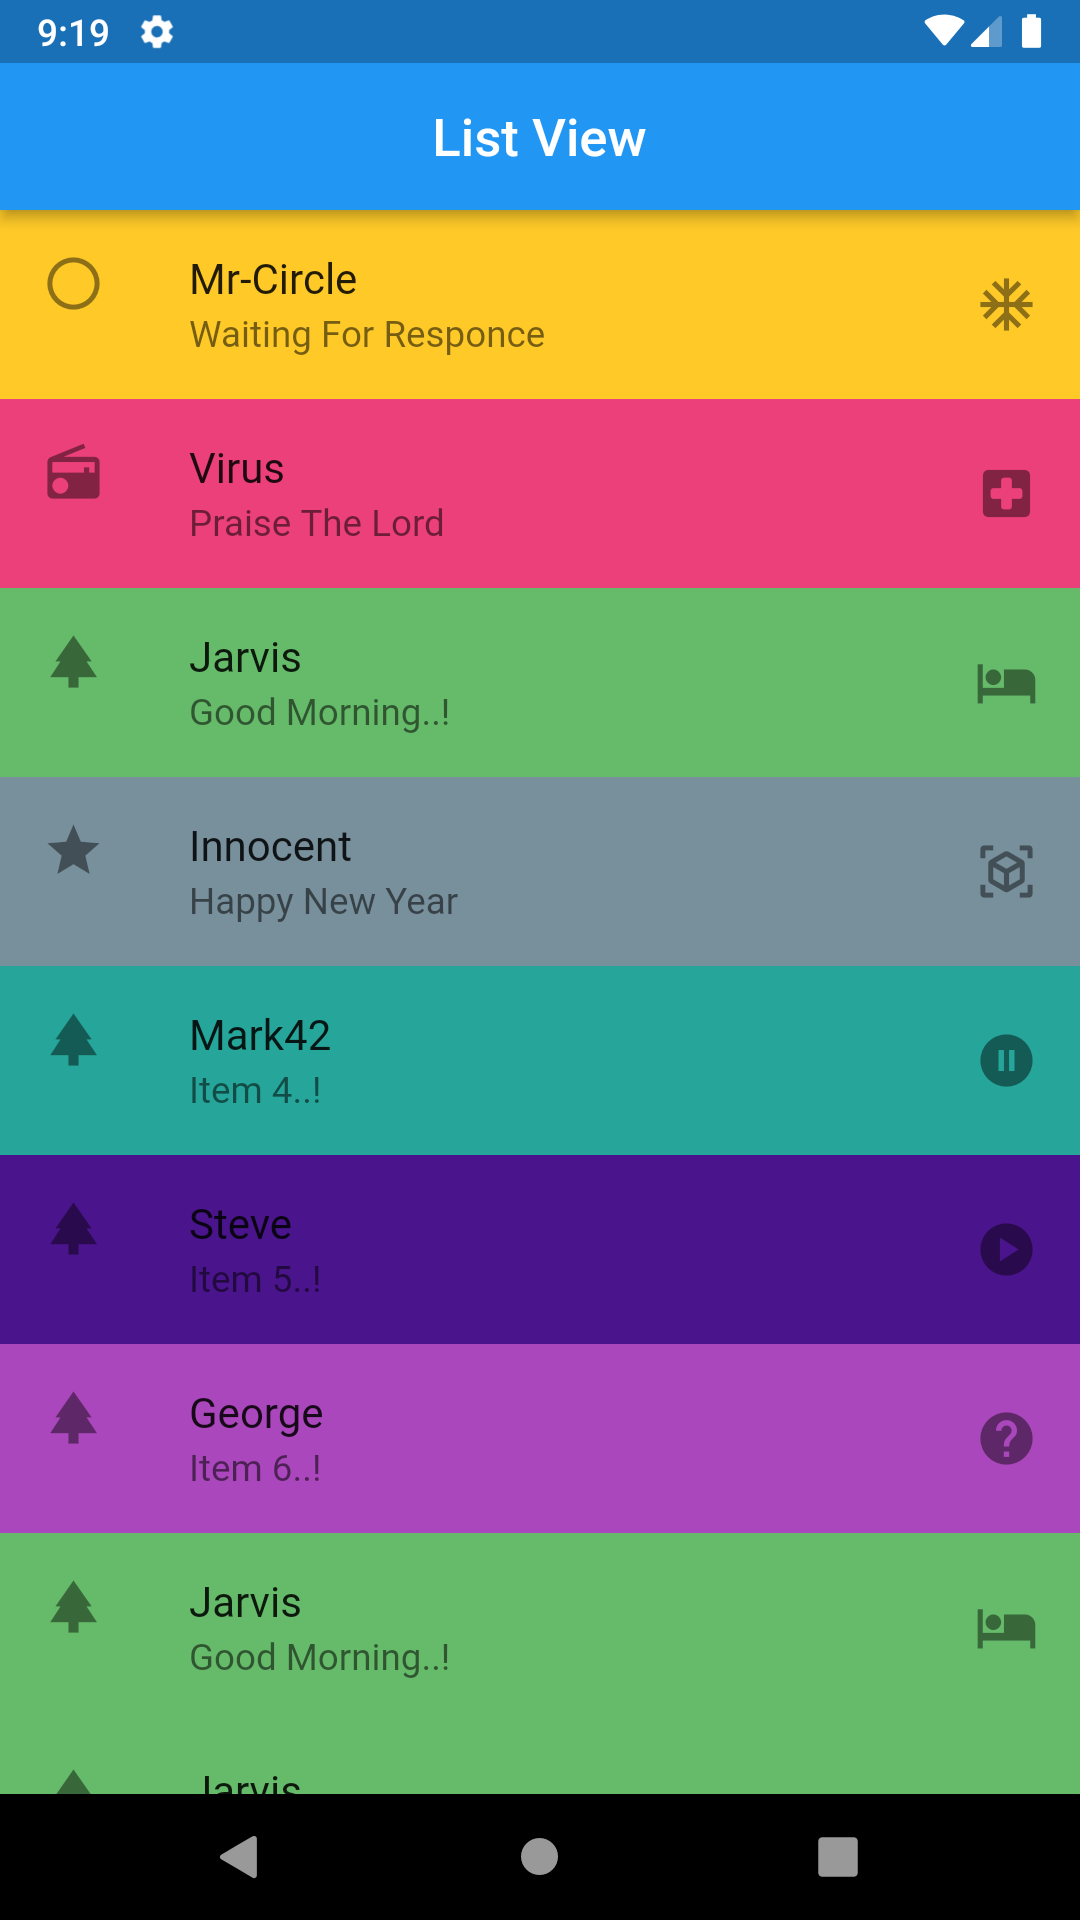 9:19
List View
Mr-Circle
Waiting For Responce
Virus
Praise The Lord
Jarvis
Good Morning..!
Innocent
Happy New Year
Mark42
Item 4..!
Steve
Item 5..!
George
Item 6..!
Jarvis
Good Morning..!
Jarvis